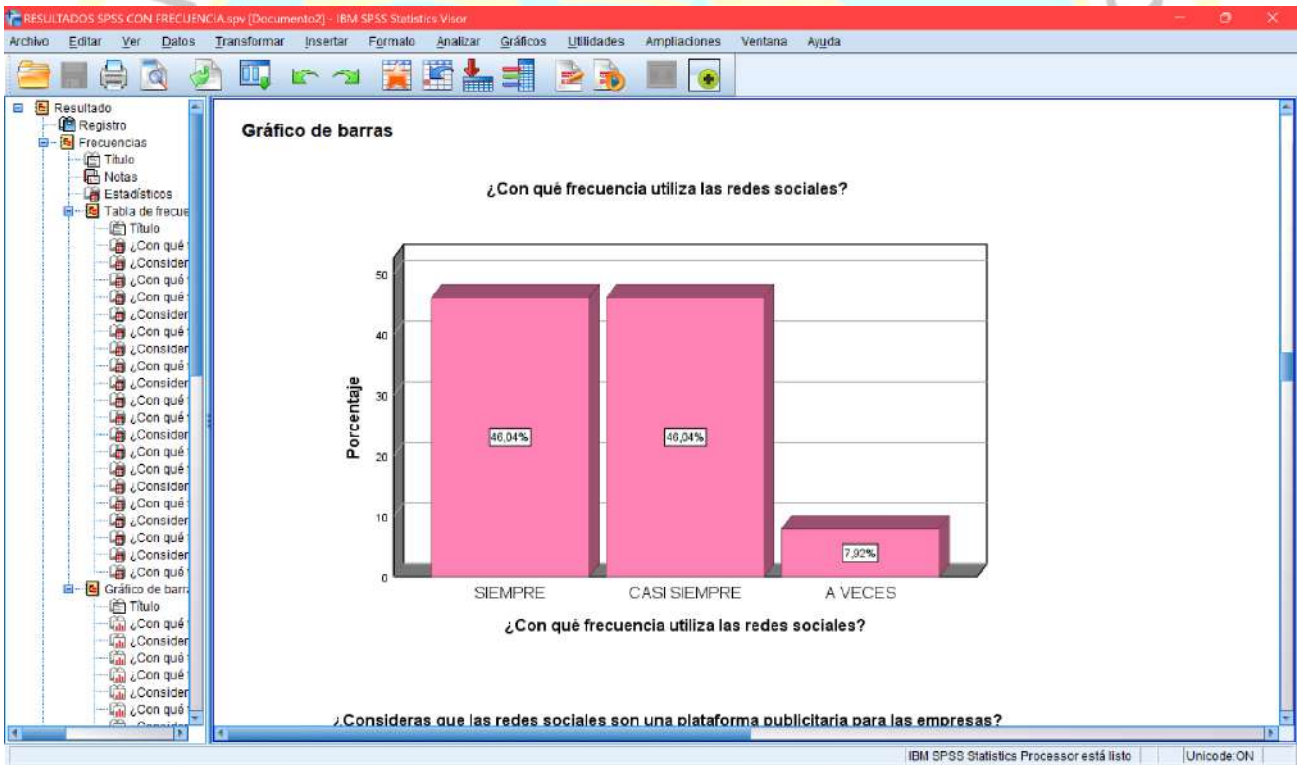 RESULTADOS SPSS CON FRECUENCIA.spv [Documento2] - IBM SPSS Statistics Visor
Archivo Editar Ver Datos Transformar Insertar Formato Analizar Gráficos Utilidades Ampliaciones Ventana Ayuda
Resultado
Registro
Frecuencias
Título
Notas
Estadísticos
Tabla de frecue
Título
¿Con qué
¿Consider
¿Con qué
¿Con qué
¿Consider
¿Con qué
¿Consider
¿Con qué
¿Consider
¿Con qué
¿Con qué
¿Consider
¿Con qué
¿Con qué
¿Consider
¿Con qué
¿Consider
¿Con qué
¿Consider
¿Con qué
Gráfico de barra
Título
¿Con qué
¿Consider
¿Con qué
¿Con qué
¿Consider
¿Con qué
Gráfico de barras
¿Con qué frecuencia utiliza las redes sociales?
Porcentaje
50
40
30
20
10
0
46,04%
46,04%
7,92%
SIEMPRE CASI SIEMPRE A VECES
¿Con qué frecuencia utiliza las redes sociales?
¿Consideras que las redes sociales son una plataforma publicitaria para las empresas?
IBM SPSS Statistics Processor está listo Unicode:ON